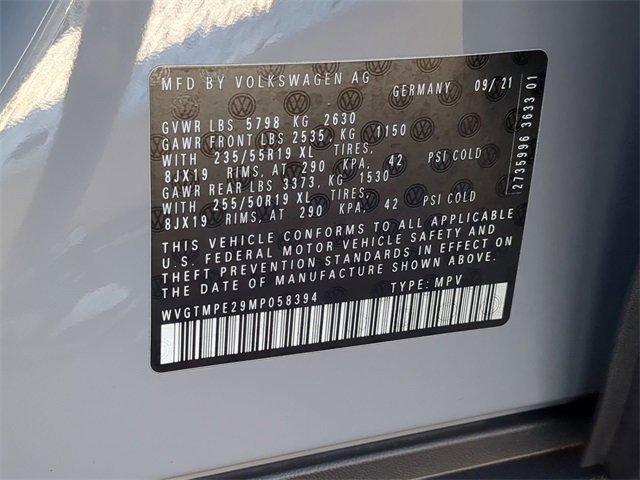 MFD BY VOLKSWAGEN AG
GERMANY 09/21
GVWR LBS 5798 KG 2630
GAWR FRONT LBS 2535, KG 1150
WITH 235/55R19 XL TIRES,
8JX19 RIMS, AT 290 KPA, 42 PSI COLD
GAWR REAR LBS 3373, KG 1530
WITH 255/50R19 XL TIRES,
8JX19 RIMS, AT 290 KPA, 42 PSI COLD
THIS VEHICLE CONFORMS TO ALL APPLICABLE
U.S. FEDERAL MOTOR VEHICLE SAFETY AND
THEFT PREVENTION STANDARDS IN EFFECT ON
THE DATE OF MANUFACTURE SHOWN ABOVE.
WVGTMPE29MP058394 TYPE: MPV
2735996 3633 01